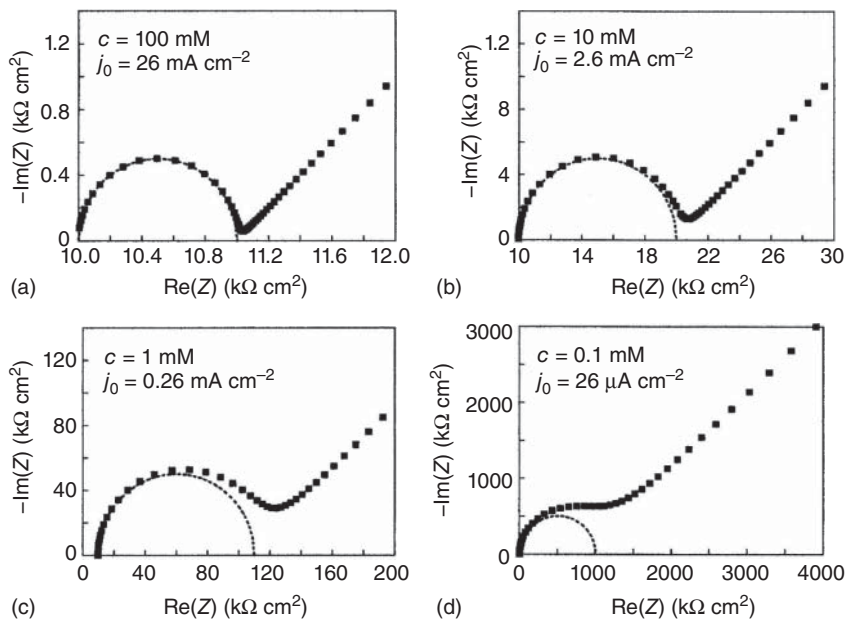 c = 100 mM
j₀ = 26 mA cm⁻²
−Im(Z) (kΩ cm²)
1.2
0.8
0.4
0
10.0 10.4 10.8 11.2 11.6 12.0
(a) Re(Z) (kΩ cm²)
c = 10 mM
j₀ = 2.6 mA cm⁻²
−Im(Z) (kΩ cm²)
12
8
4
0
10 14 18 22 26 30
(b) Re(Z) (kΩ cm²)
c = 1 mM
j₀ = 0.26 mA cm⁻²
−Im(Z) (kΩ cm²)
120
80
40
0
0 40 80 120 160 200
(c) Re(Z) (kΩ cm²)
c = 0.1 mM
j₀ = 26 μA cm⁻²
−Im(Z) (kΩ cm²)
3000
2000
1000
500
0
0 1000 2000 3000 4000
(d) Re(Z) (kΩ cm²)